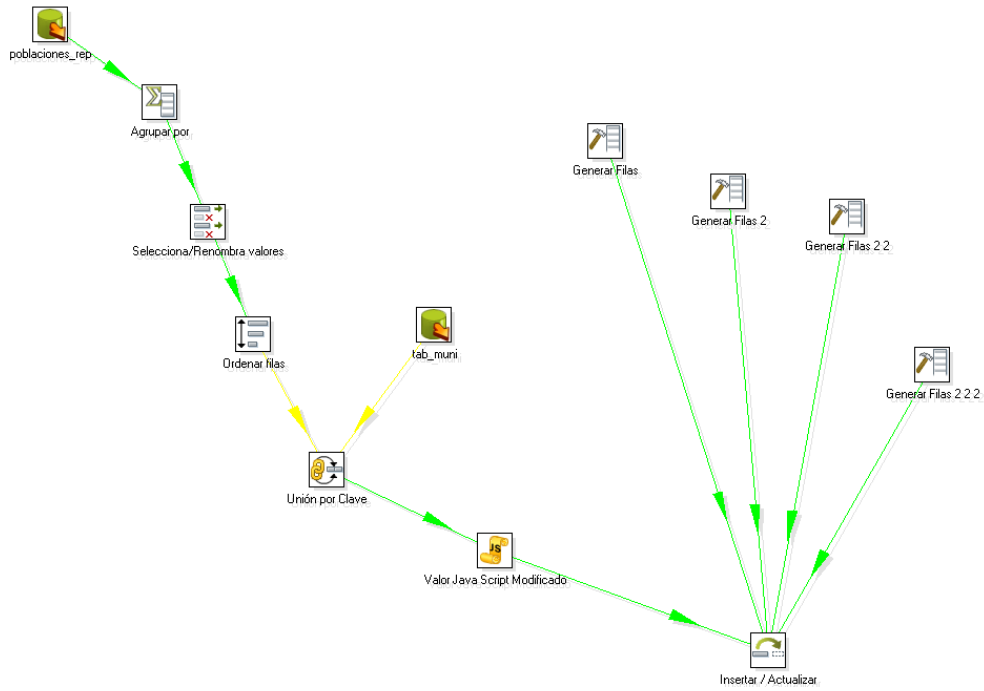 poblaciones_rep
Agrupar por
Generar Filas
Generar Filas 2
Generar Filas 2 2
Selecciona/Renombra valores
Ordenar filas
tab_muni
Generar Filas 2 2 2
Unión por Clave
JS
Valor Java Script Modificado
Insertar / Actualizar